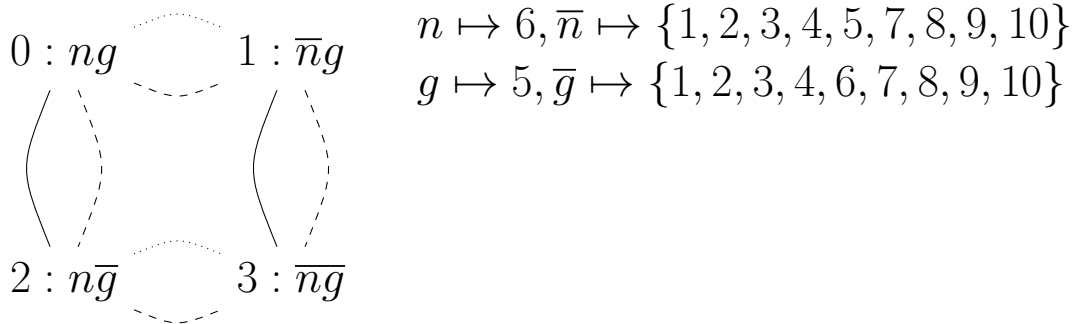 0 : ng
1 : n̅g
n ↦ 6, n̅ ↦ {1, 2, 3, 4, 5, 7, 8, 9, 10}
g ↦ 5, g̅ ↦ {1, 2, 3, 4, 6, 7, 8, 9, 10}
2 : ng̅
3 : n̅g̅